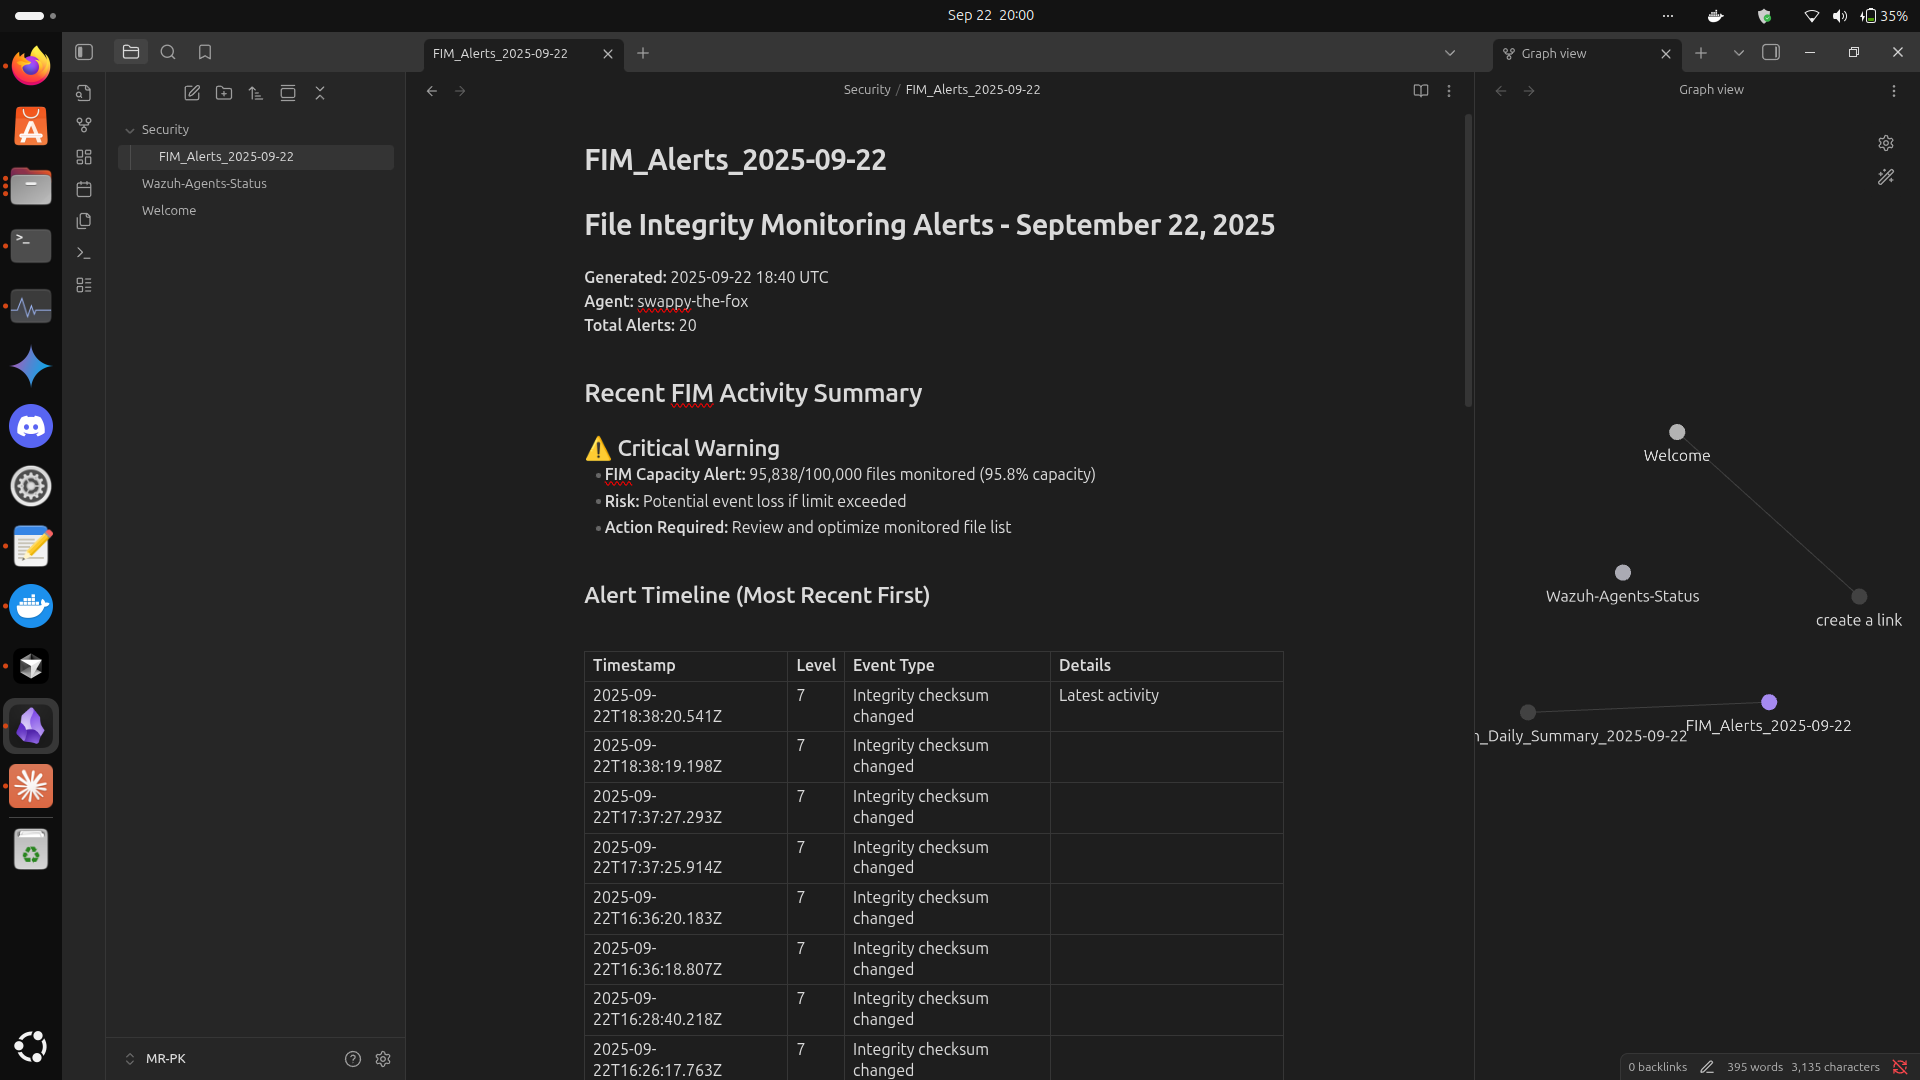 Sep 22 20:00
35%
FIM_Alerts_2025-09-22
Graph view
Security / FIM_Alerts_2025-09-22
Graph view
Security
FIM_Alerts_2025-09-22
Wazuh-Agents-Status
Welcome
FIM_Alerts_2025-09-22
File Integrity Monitoring Alerts - September 22, 2025
Generated: 2025-09-22 18:40 UTC
Agent: swappy-the-fox
Total Alerts: 20
Recent FIM Activity Summary
⚠️ Critical Warning
FIM Capacity Alert: 95,838/100,000 files monitored (95.8% capacity)
Risk: Potential event loss if limit exceeded
Action Required: Review and optimize monitored file list
Alert Timeline (Most Recent First)
Timestamp Level Event Type Details
2025-09- 7 Integrity checksum Latest activity
22T18:38:20.541Z changed
2025-09- 7 Integrity checksum
22T18:38:19.198Z changed
2025-09- 7 Integrity checksum
22T17:37:27.293Z changed
2025-09- 7 Integrity checksum
22T17:37:25.914Z changed
2025-09- 7 Integrity checksum
22T16:36:20.183Z changed
2025-09- 7 Integrity checksum
22T16:36:18.807Z changed
2025-09- 7 Integrity checksum
22T16:28:40.218Z changed
2025-09- 7 Integrity checksum
22T16:26:17.763Z changed
Welcome
Wazuh-Agents-Status
create a link
FIM_Alerts_2025-09-22
_Daily_Summary_2025-09-22
MR-PK
0 backlinks 395 words 3,135 characters